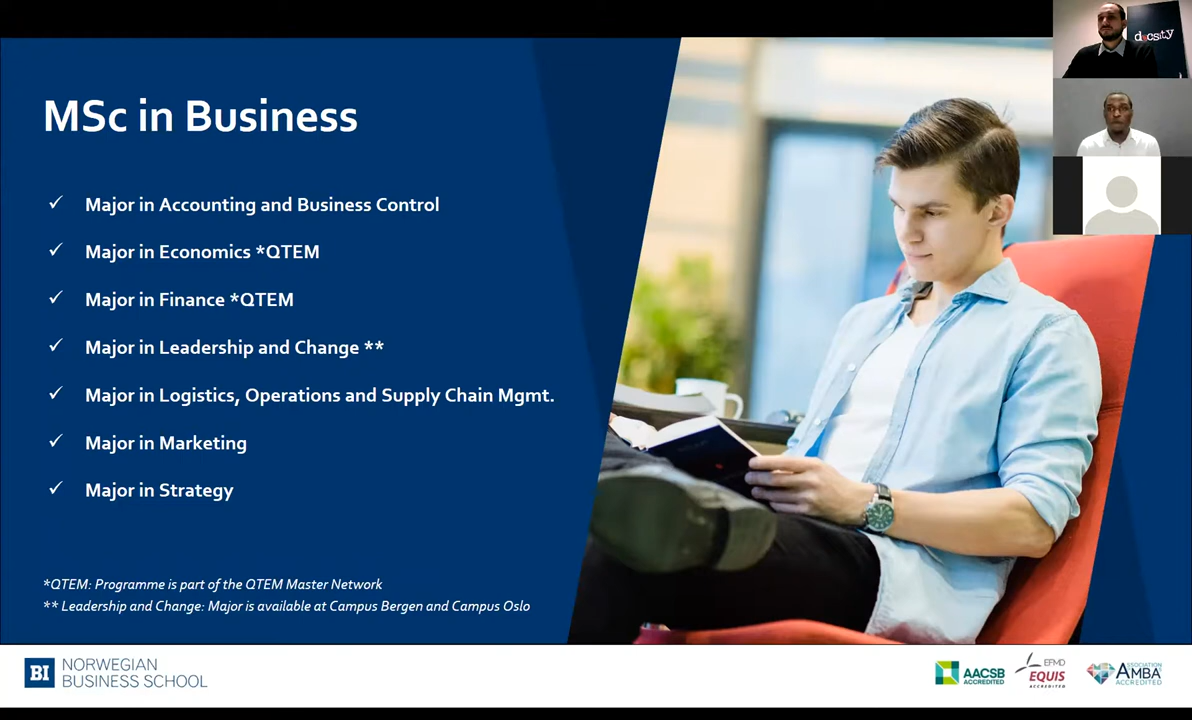 MSc in Business
Major in Accounting and Business Control
Major in Economics *QTEM
Major in Finance *QTEM
Major in Leadership and Change **
Major in Logistics, Operations and Supply Chain Mgmt.
Major in Marketing
Major in Strategy
*QTEM: Programme is part of the QTEM Master Network
** Leadership and Change: Major is available at Campus Bergen and Campus Oslo
docsity
BI
NORWEGIAN
BUSINESS SCHOOL
AACSB
ACCREDITED
EFMD
EQUIS
ACCREDITED
ASSOCIATION
AMBA
ACCREDITED